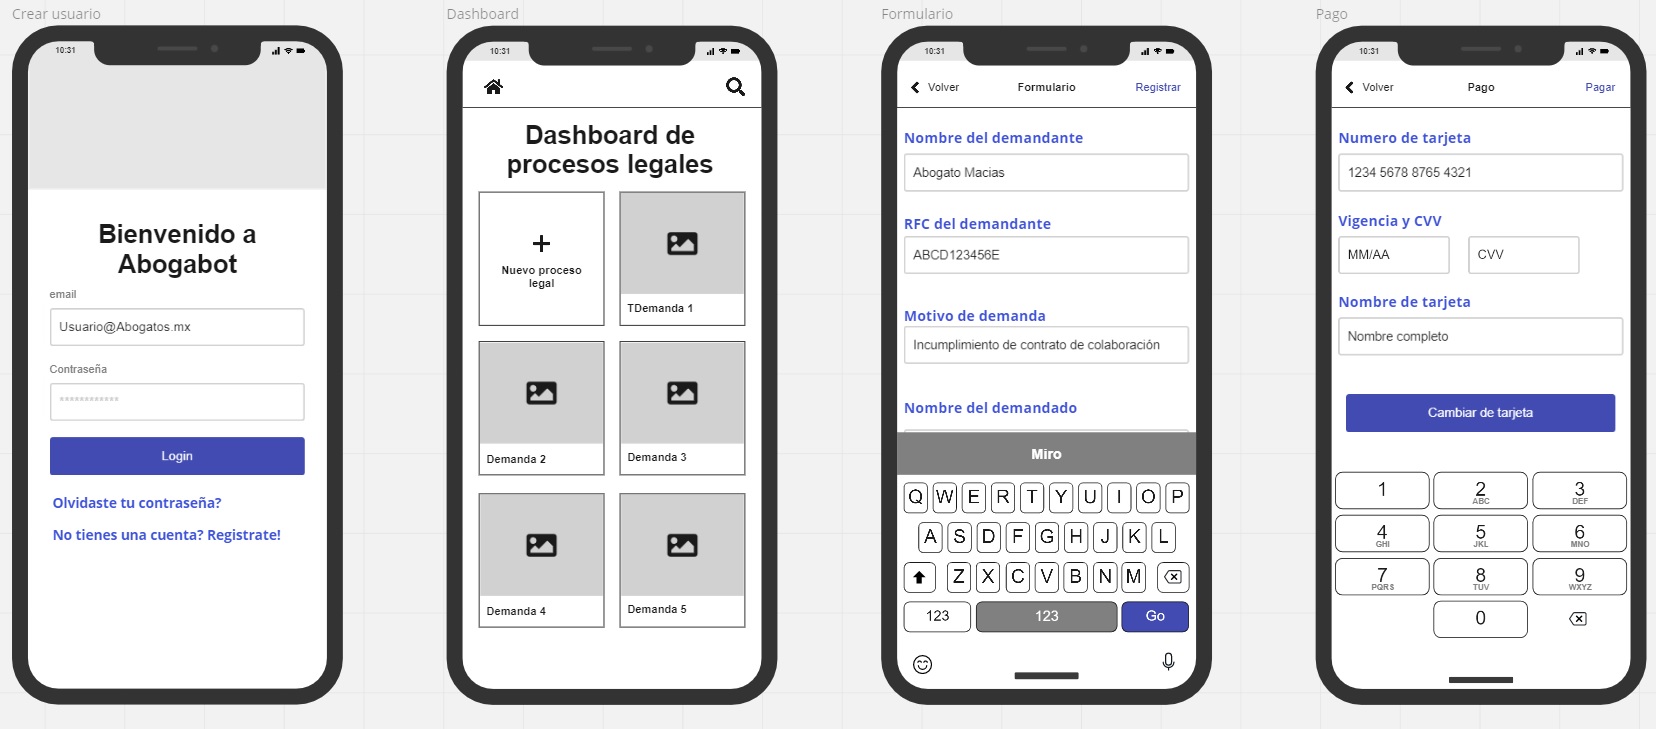 Crear usuario
10:31
Bienvenido a
Abogabot
email
Usuario@Abogatos.mx
Contraseña
************
Login
Olvidaste tu contraseña?
No tienes una cuenta? Registrate!
Dashboard
10:31
Dashboard de
procesos legales
+
Nuevo proceso
legal
TDemanda 1
Demanda 2
Demanda 3
Demanda 4
Demanda 5
Formulario
10:31
Volver
Formulario
Registrar
Nombre del demandante
Abogato Macias
RFC del demandante
ABCD123456E
Motivo de demanda
Incumplimiento de contrato de colaboración
Nombre del demandado
Miro
Q W E R T Y U I O P
A S D F G H J K L
Z X C V B N M
123 123 Go
Pago
10:31
Volver
Pago
Pagar
Numero de tarjeta
1234 5678 8765 4321
Vigencia y CVV
MM/AA
CVV
Nombre de tarjeta
Nombre completo
Cambiar de tarjeta
1 2 3
ABC DEF
4 5 6
GHI JKL MNO
7 8 9
PQRS TUV WXYZ
0